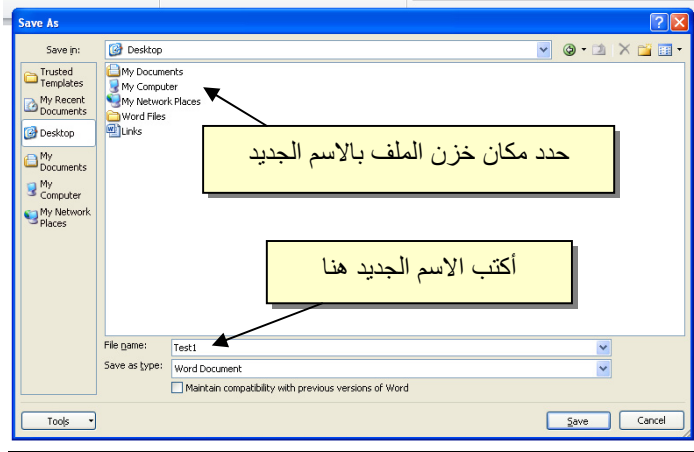 Save As
Save in:
Desktop
Trusted Templates
My Recent Documents
Desktop
My Documents
My Computer
My Network Places
My Documents
My Computer
My Network Places
Word Files
Links
حدد مكان خزن الملف بالاسم الجديد
أكتب الاسم الجديد هنا
File name:
Test1
Save as type:
Word Document
Maintain compatibility with previous versions of Word
Tools
Save
Cancel